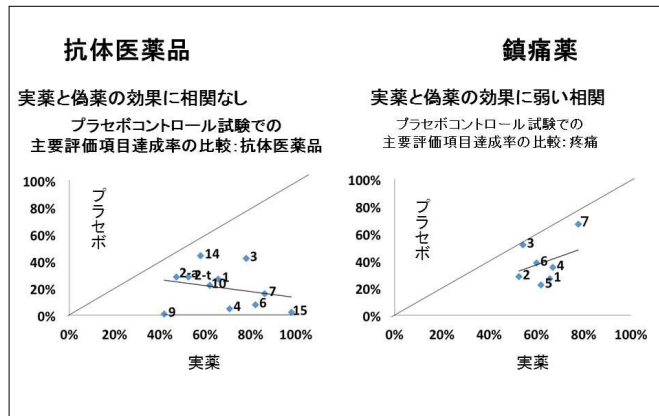 抗体医薬品
実薬と偽薬の効果に相関なし
プラセボコントロール試験での
主要評価項目達成率の比較:抗体医薬品
100%
80%
60%
40%
20%
0%
プラセボ
14
3
2-a
2-t
1
10
7
9
4
6
15
0%
20%
40%
60%
80%
100%
実薬
鎮痛薬
実薬と偽薬の効果に弱い相関
プラセボコントロール試験での
主要評価項目達成率の比較:疼痛
100%
80%
60%
40%
20%
0%
プラセボ
7
3
6
4
2
1
5
0%
20%
40%
60%
80%
100%
実薬